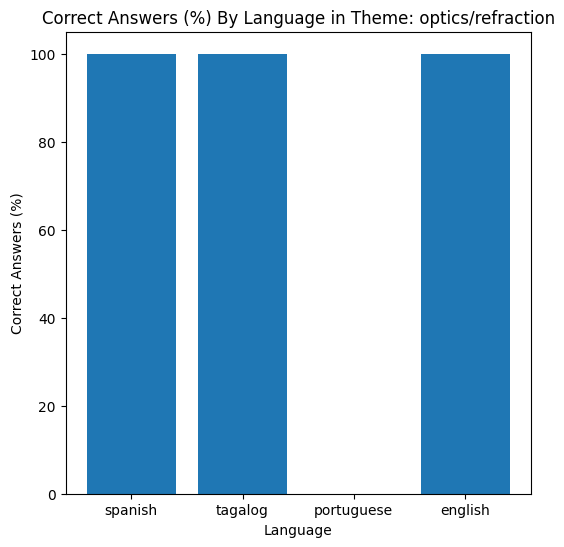 Correct Answers (%) By Language in Theme: optics/refraction
100
80
60
40
20
0
Correct Answers (%)
spanish tagalog portuguese english
Language